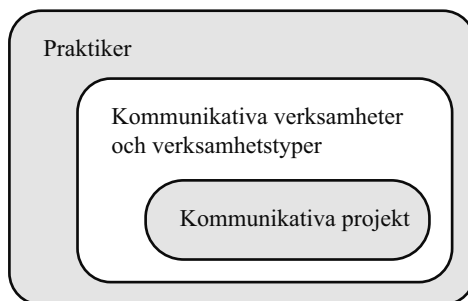 Praktiker
Kommunikativa verksamheter
och verksamhetstyper
Kommunikativa projekt